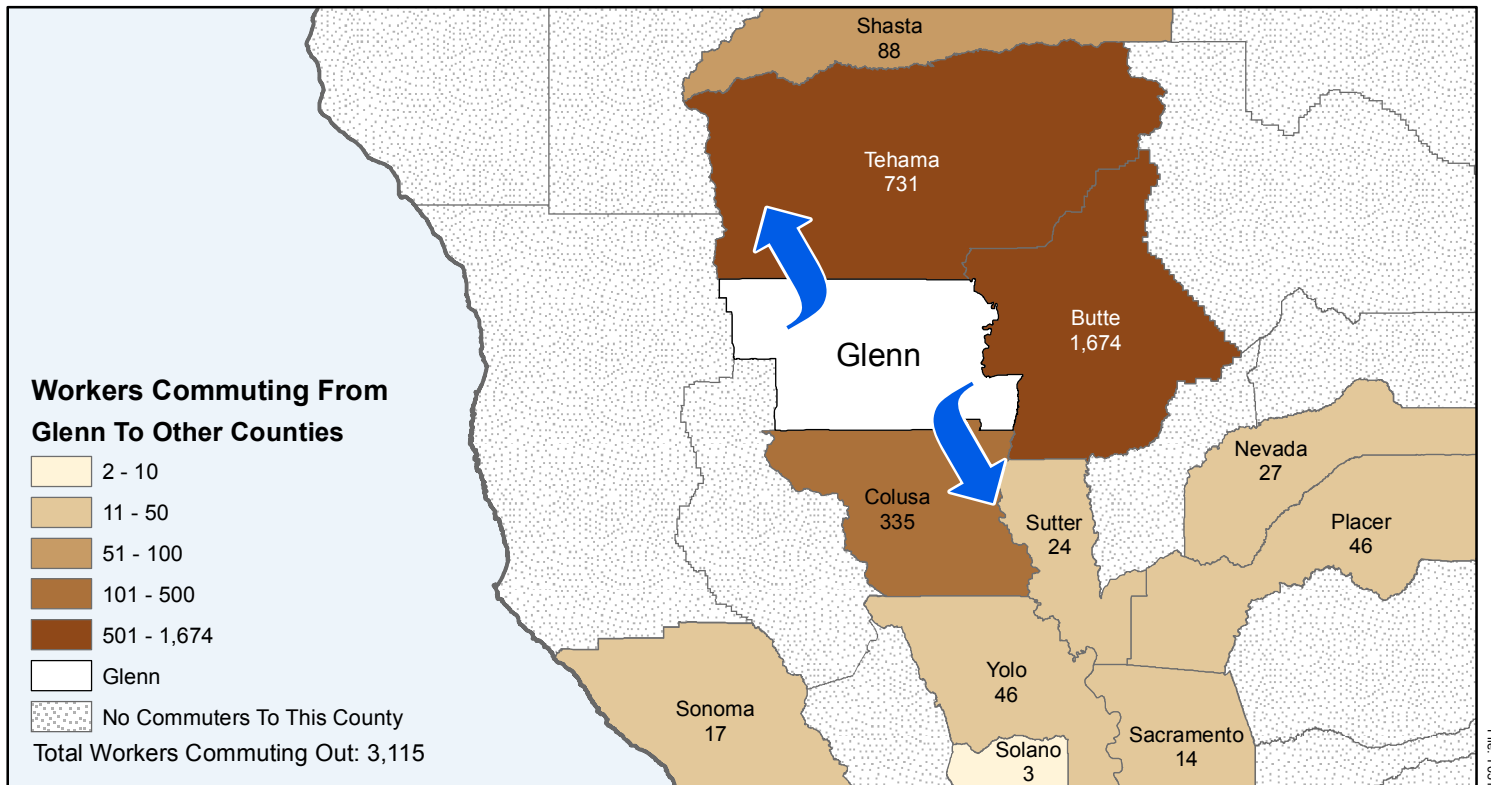 Shasta
88
Tehama
731
Butte
1,674
Glenn
Colusa
335
Sutter
24
Nevada
27
Placer
46
Yolo
46
Sonoma
17
Solano
3
Sacramento
14
Workers Commuting From
Glenn To Other Counties
2 - 10
11 - 50
51 - 100
101 - 500
501 - 1,674
Glenn
No Commuters To This County
Total Workers Commuting Out: 3,115